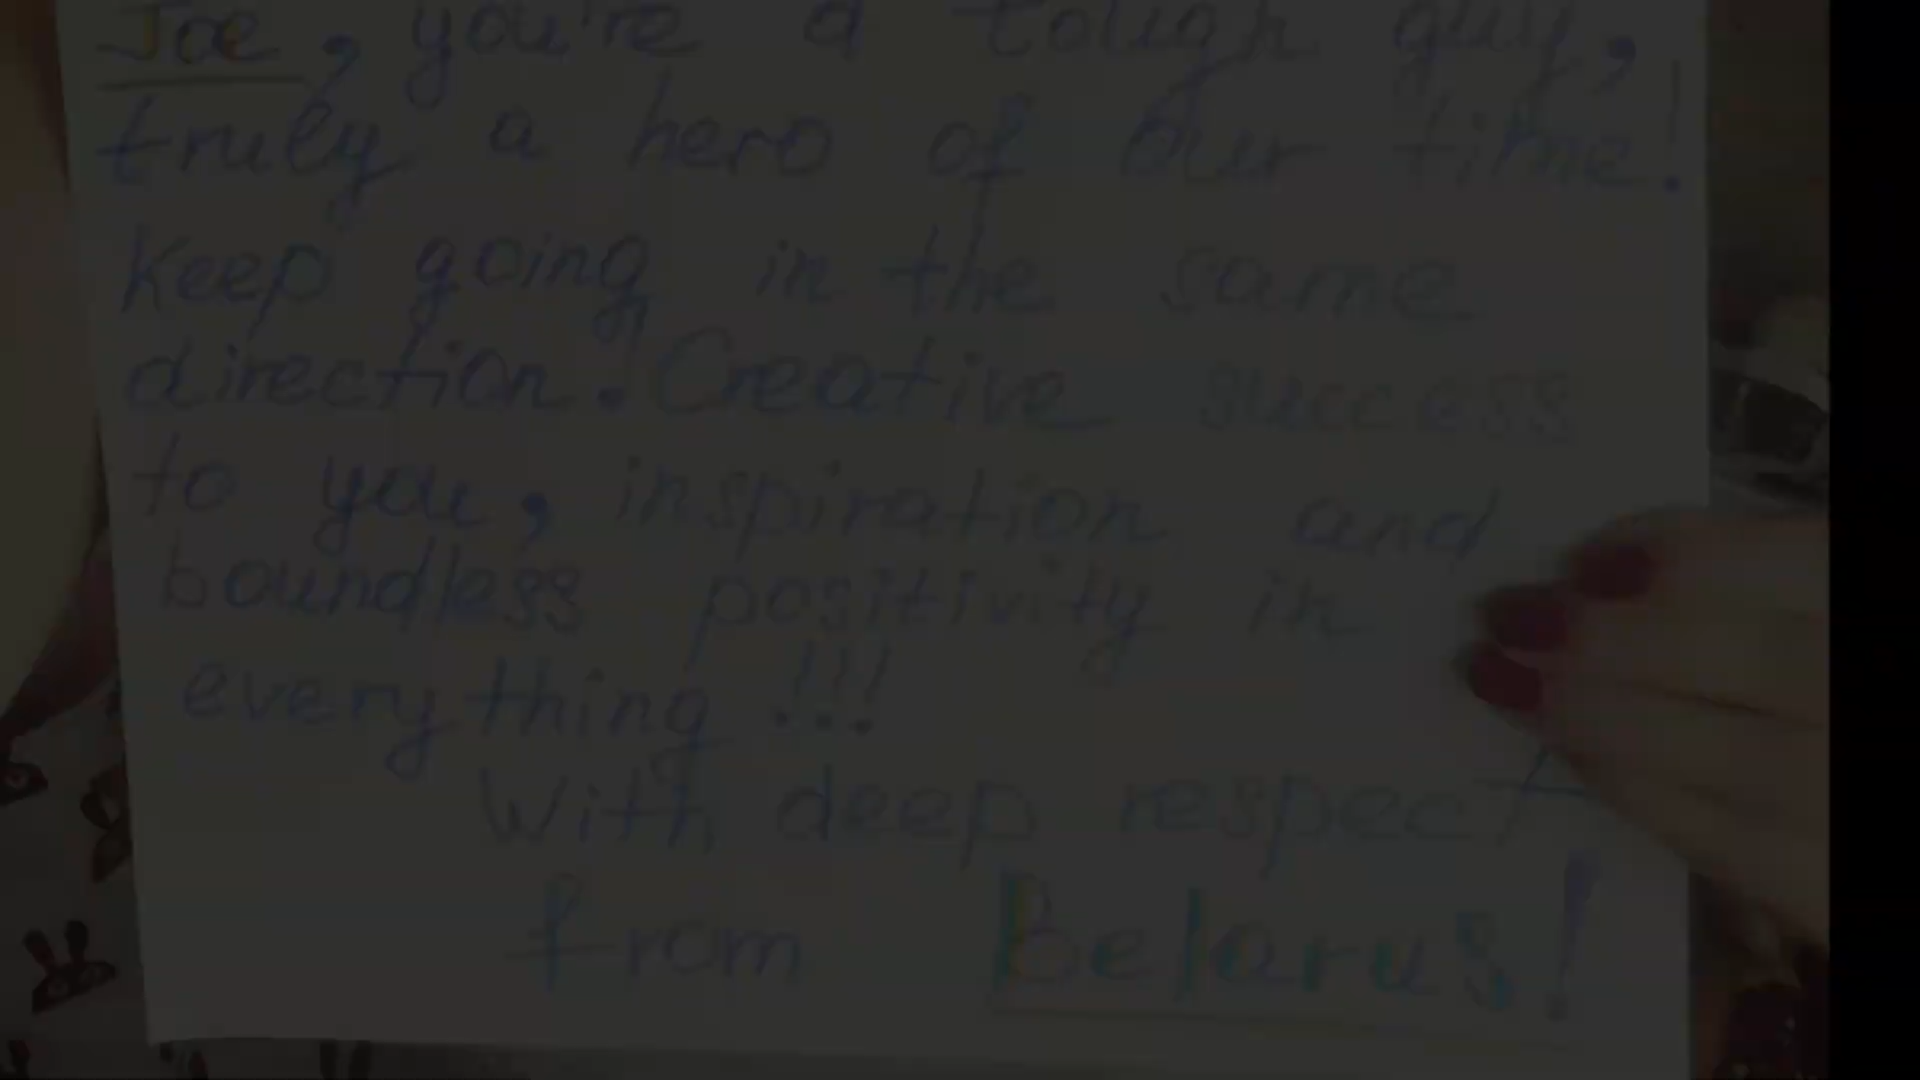 Joe, you're a tough guy,
truly a hero of our time!
Keep going in the same
direction. Creative success
to you, inspiration and
boundless positivity in
everything !!!
With deep respect
from Belarus!